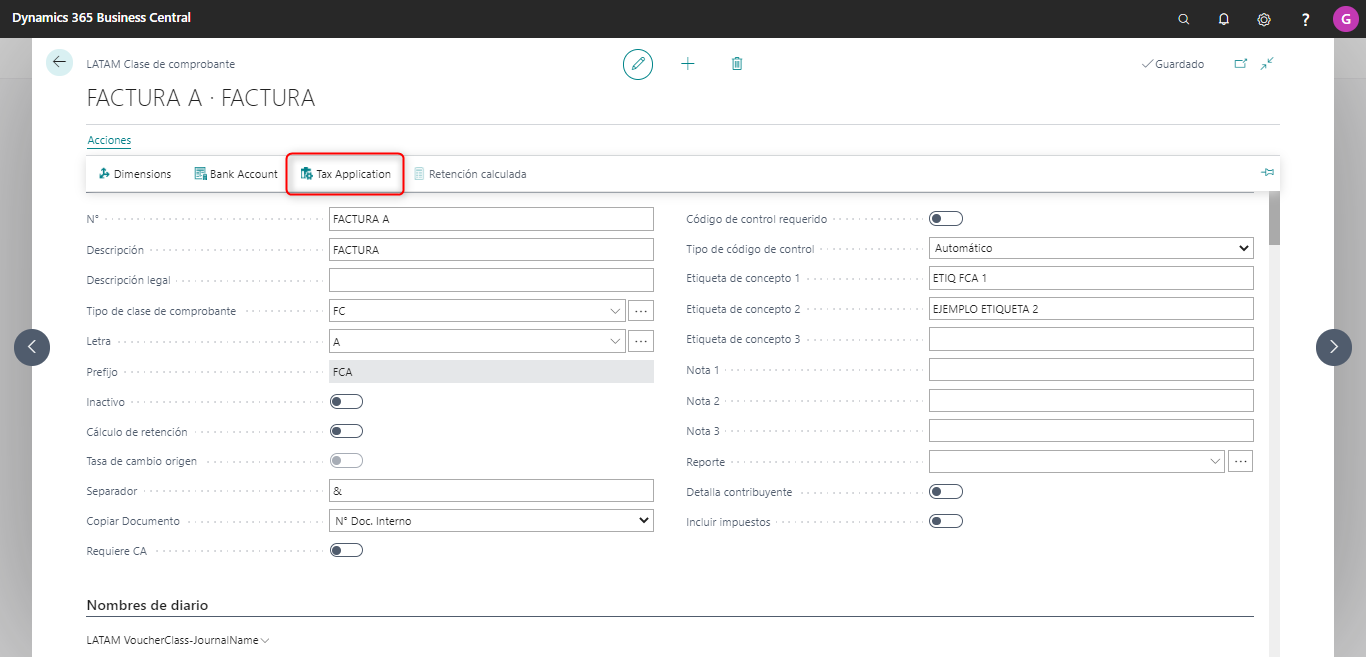 Dynamics 365 Business Central
?
G
LATAM Clase de comprobante
Guardado
FACTURA A · FACTURA
Acciones
Dimensions
Bank Account
Tax Application
Retención calculada
N°
FACTURA A
Descripción
FACTURA
Descripción legal
Tipo de clase de comprobante
FC
Letra
A
Prefijo
FCA
Inactivo
Cálculo de retención
Tasa de cambio origen
Separador
&
Copiar Documento
N° Doc. Interno
Requiere CA
Código de control requerido
Tipo de código de control
Automático
Etiqueta de concepto 1
ETIQ FCA 1
Etiqueta de concepto 2
EJEMPLO ETIQUETA 2
Etiqueta de concepto 3
Nota 1
Nota 2
Nota 3
Reporte
Detalla contribuyente
Incluir impuestos
Nombres de diario
LATAM VoucherClass-JournalName